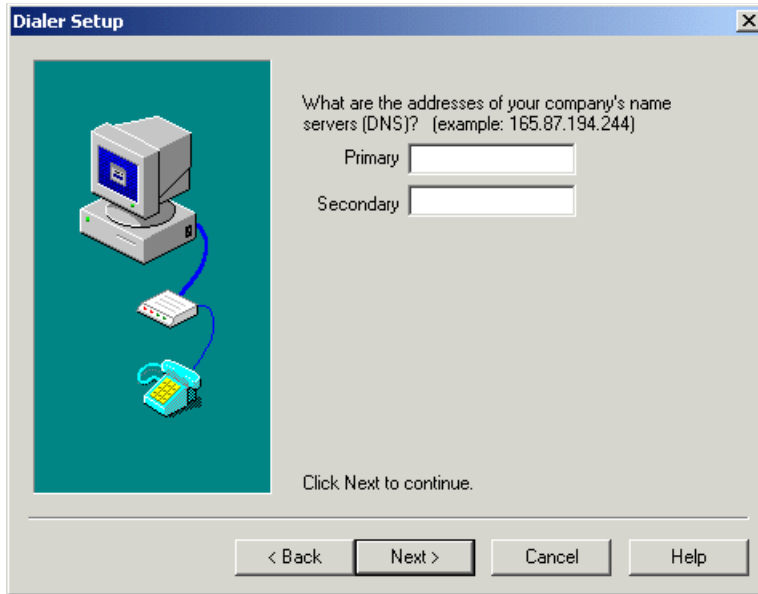 Dialer Setup
What are the addresses of your company's name
servers (DNS)?   (example: 165.87.194.244)
Primary
Secondary
Click Next to continue.
< Back
Next >
Cancel
Help